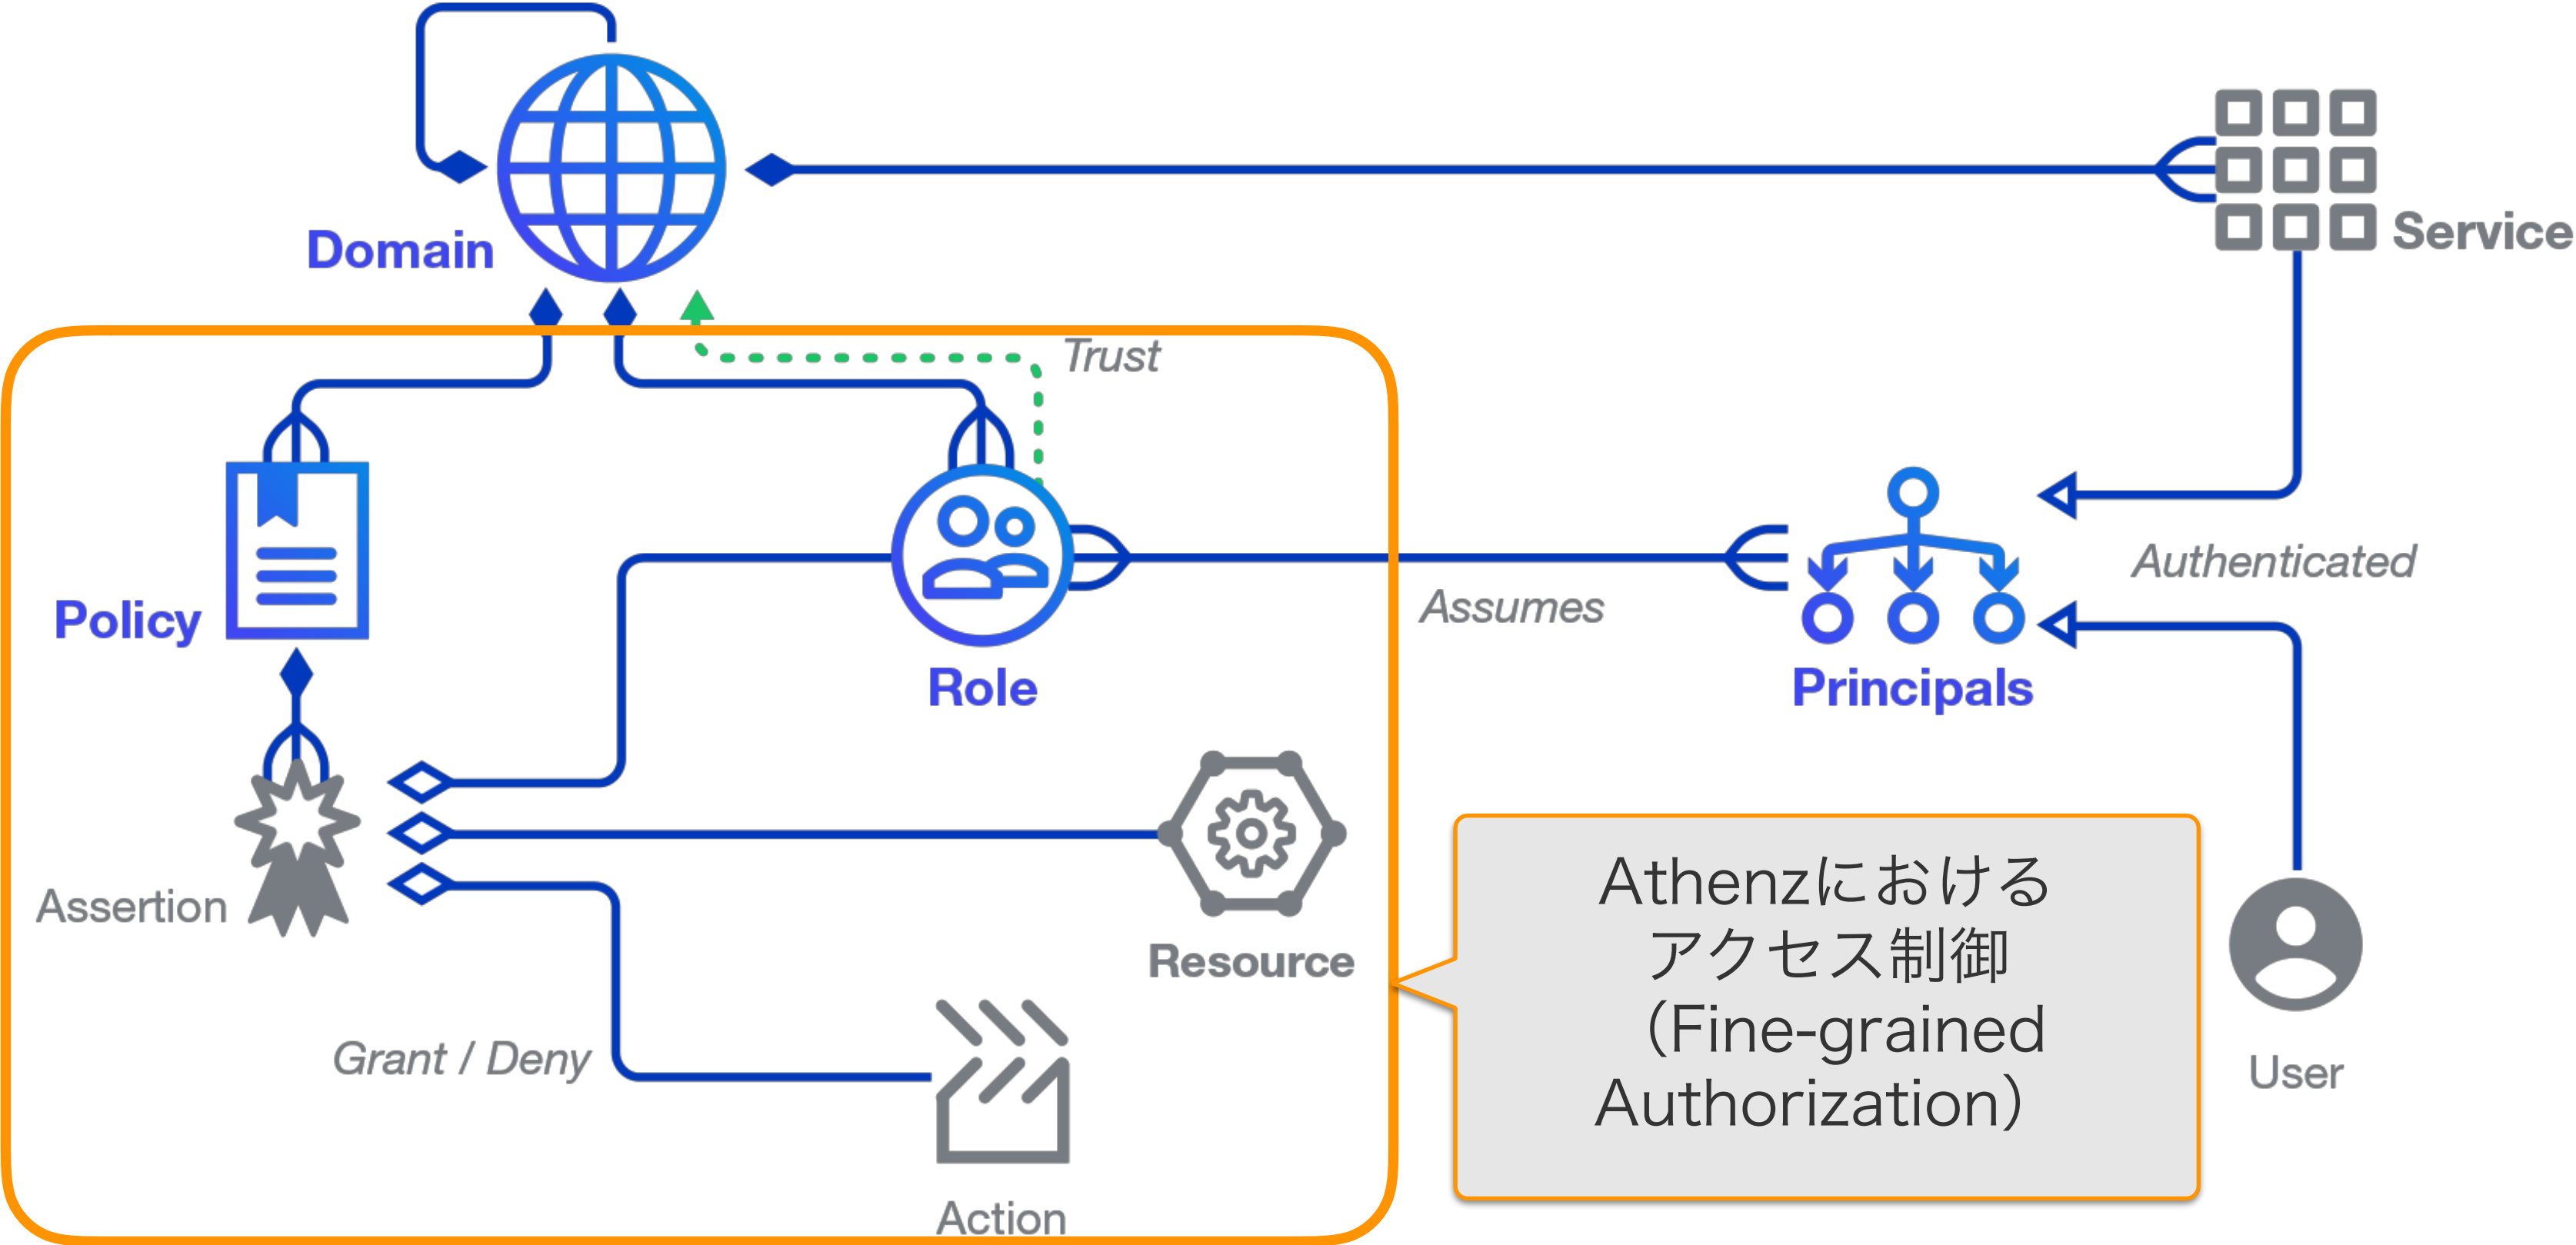 Domain
Service
Trust
Authenticated
Policy
Assumes
Role
Principals
Assertion
Resource
Grant / Deny
Action
Athenzにおける
アクセス制御
（Fine-grained
Authorization）
User